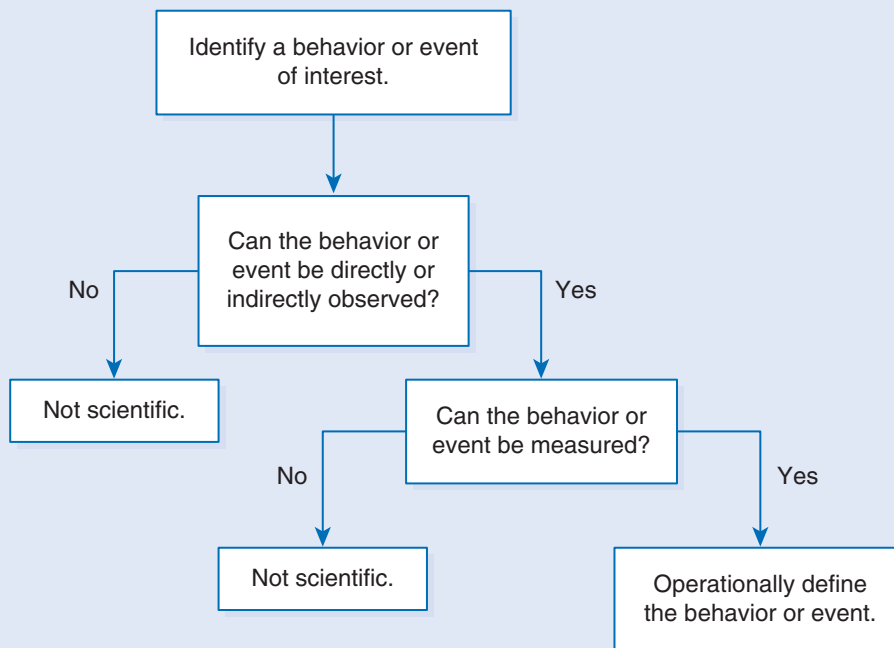 Identify a behavior or event
of interest.
Can the behavior or
event be directly or
indirectly observed?
No
Yes
Not scientific.
Can the behavior or
event be measured?
No
Yes
Not scientific.
Operationally define
the behavior or event.